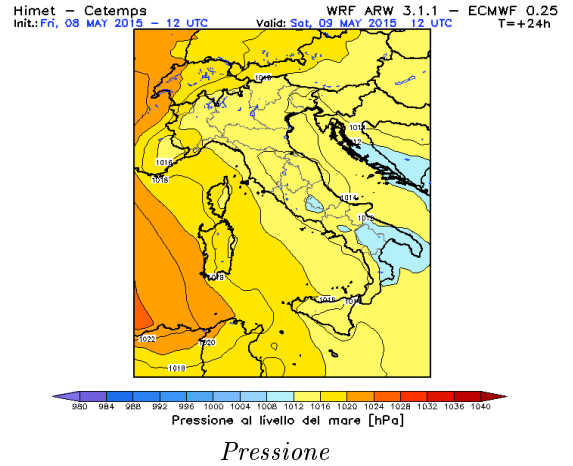 Himet – Cetemps WRF ARW 3.1.1 – ECMWF 0.25
Init.: Fri, 08 MAY 2015 – 12 UTC Valid: Sat, 09 MAY 2015 12 UTC T=+24h
1018
1014
1016
1018
1014
1012
1018
1016
1022
1020
1018
980 984 988 992 996 1000 1004 1008 1012 1016 1020 1024 1028 1032 1036 1040
Pressione al livello del mare [hPa]
Pressione